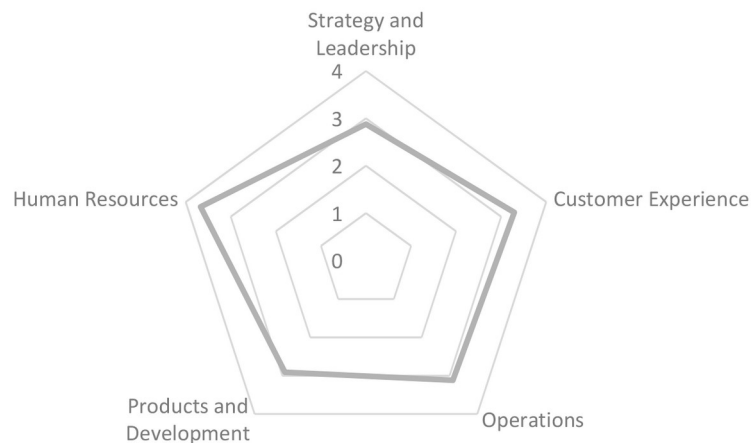 Strategy and
Leadership
4
3
2
1
0
Human Resources
Customer Experience
Products and
Development
Operations